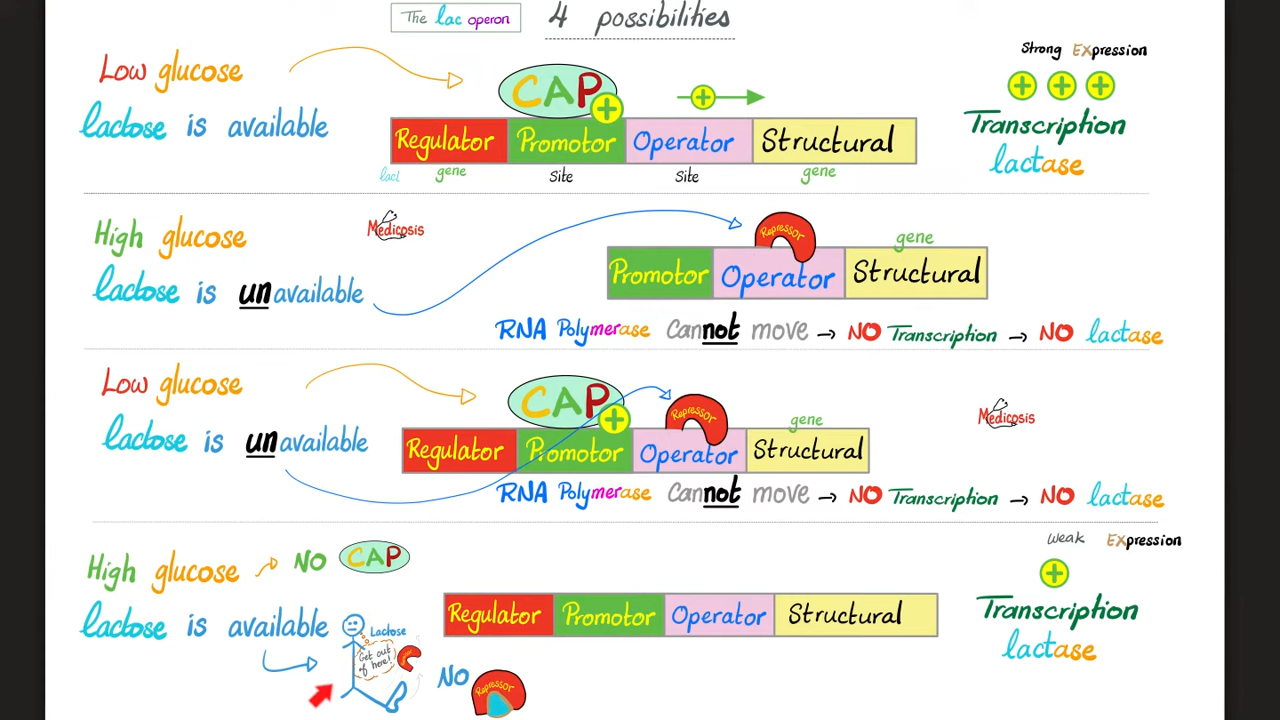 The lac operon
4 possibilities
Low glucose
lactose is available
CAP
+
+
Regulator Promotor Operator Structural
lacI gene Site Site gene
Strong Expression
+ + +
Transcription
lactase
High glucose
lactose is unavailable
Medicosis
Repressor
gene
Promotor Operator Structural
RNA Polymerase Cannot move → NO Transcription → NO lactase
Low glucose
lactose is unavailable
CAP
+
Repressor
gene
Regulator Promotor Operator Structural
Medicosis
RNA Polymerase Cannot move → NO Transcription → NO lactase
High glucose → NO CAP
lactose is available
Lactose
Get out
of here!
NO
Repressor
Regulator Promotor Operator Structural
weak Expression
+
Transcription
lactase